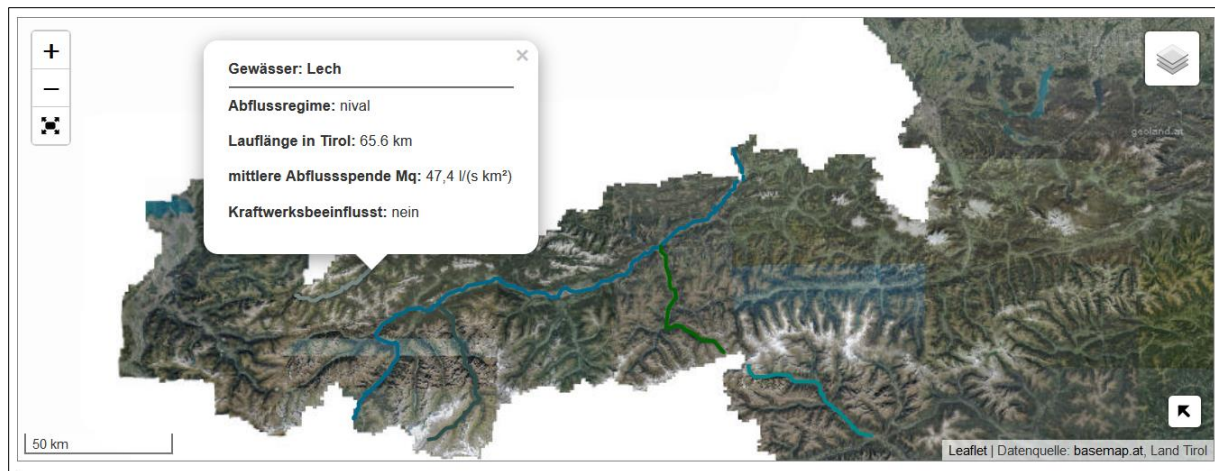 +
−
Gewässer: Lech
×
Abflussregime: nival
Lauflänge in Tirol: 65.6 km
mittlere Abflussspende Mq: 47,4 l/(s km²)
Kraftwerksbeeinflusst: nein
geoland.at
50 km
Leaflet | Datenquelle: basemap.at, Land Tirol